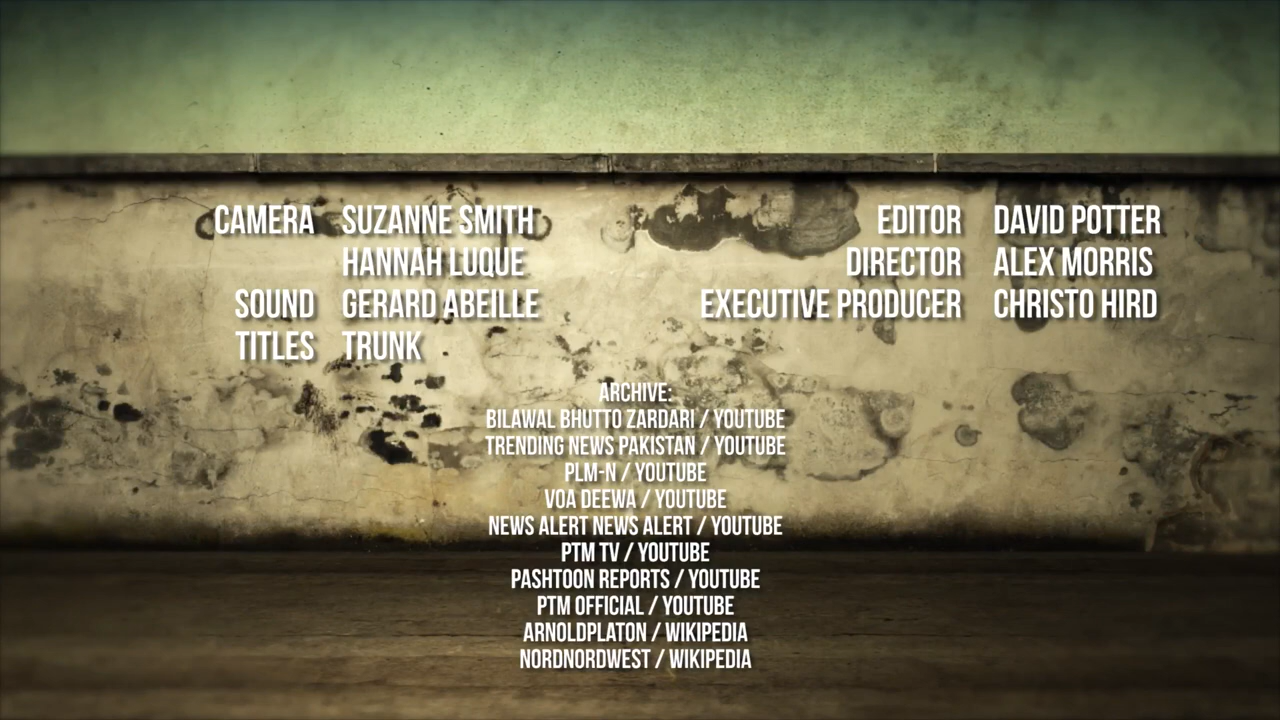 CAMERA SUZANNE SMITH
HANNAH LUQUE
SOUND GERARD ABEILLE
TITLES TRUNK
EDITOR DAVID POTTER
DIRECTOR ALEX MORRIS
EXECUTIVE PRODUCER CHRISTO HIRD
ARCHIVE:
BILAWAL BHUTTO ZARDARI / YOUTUBE
TRENDING NEWS PAKISTAN / YOUTUBE
PLM-N / YOUTUBE
VOA DEEWA / YOUTUBE
NEWS ALERT NEWS ALERT / YOUTUBE
PTM TV / YOUTUBE
PASHTOON REPORTS / YOUTUBE
PTM OFFICIAL / YOUTUBE
ARNOLDPLATON / WIKIPEDIA
NORDNORDWEST / WIKIPEDIA